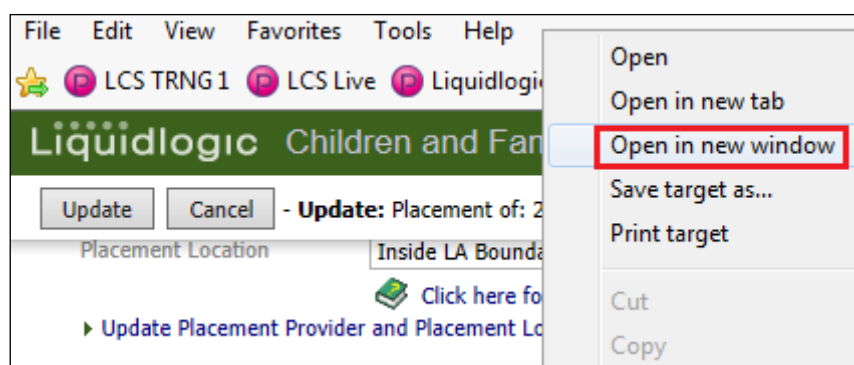 File Edit View Favorites Tools Help
LCS TRNG 1 LCS Live Liquidlogi
Liquidlogic Children and Fam
Update Cancel - Update: Placement of: 2
Placement Location Inside LA Bounda
Click here fo
Update Placement Provider and Placement Lo
Open
Open in new tab
Open in new window
Save target as...
Print target
Cut
Copy